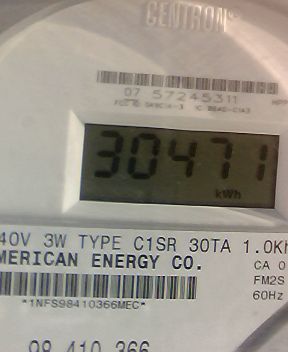 CENTRON®
07 57245311
30471
kWh
40V 3W TYPE C1SR 30TA 1.0Kh
MERICAN ENERGY CO.
CA 0
FM2S
60Hz
*1NFS98410366MEC*
98 410 366